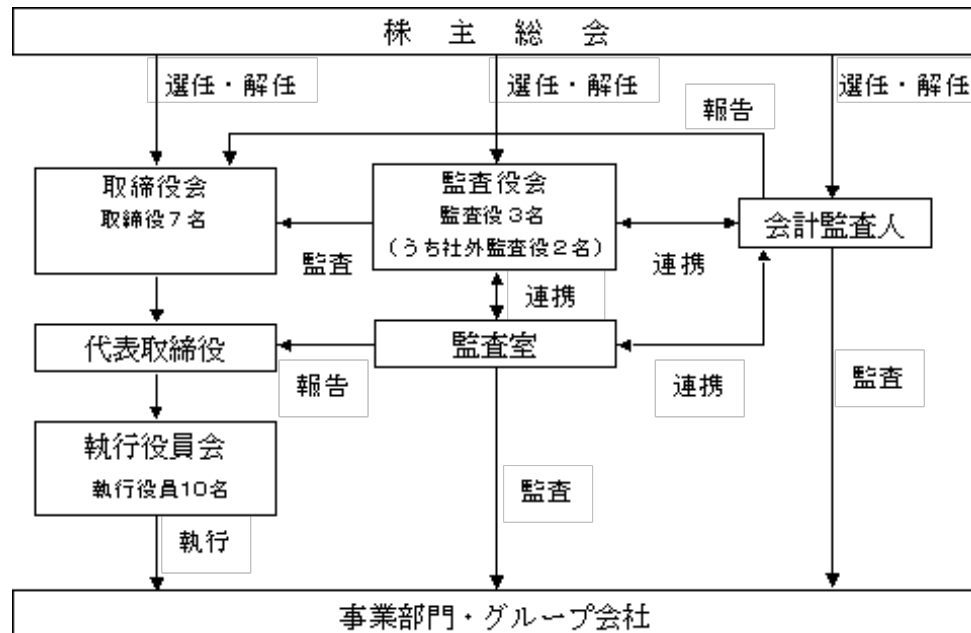 株主総会
選任・解任
選任・解任
選任・解任
報告
取締役会
取締役7名
監査役会
監査役3名
(うち社外監査役2名)
会計監査人
監査
連携
連携
代表取締役
監査室
報告
連携
監査
執行役員会
執行役員10名
監査
執行
事業部門・グループ会社